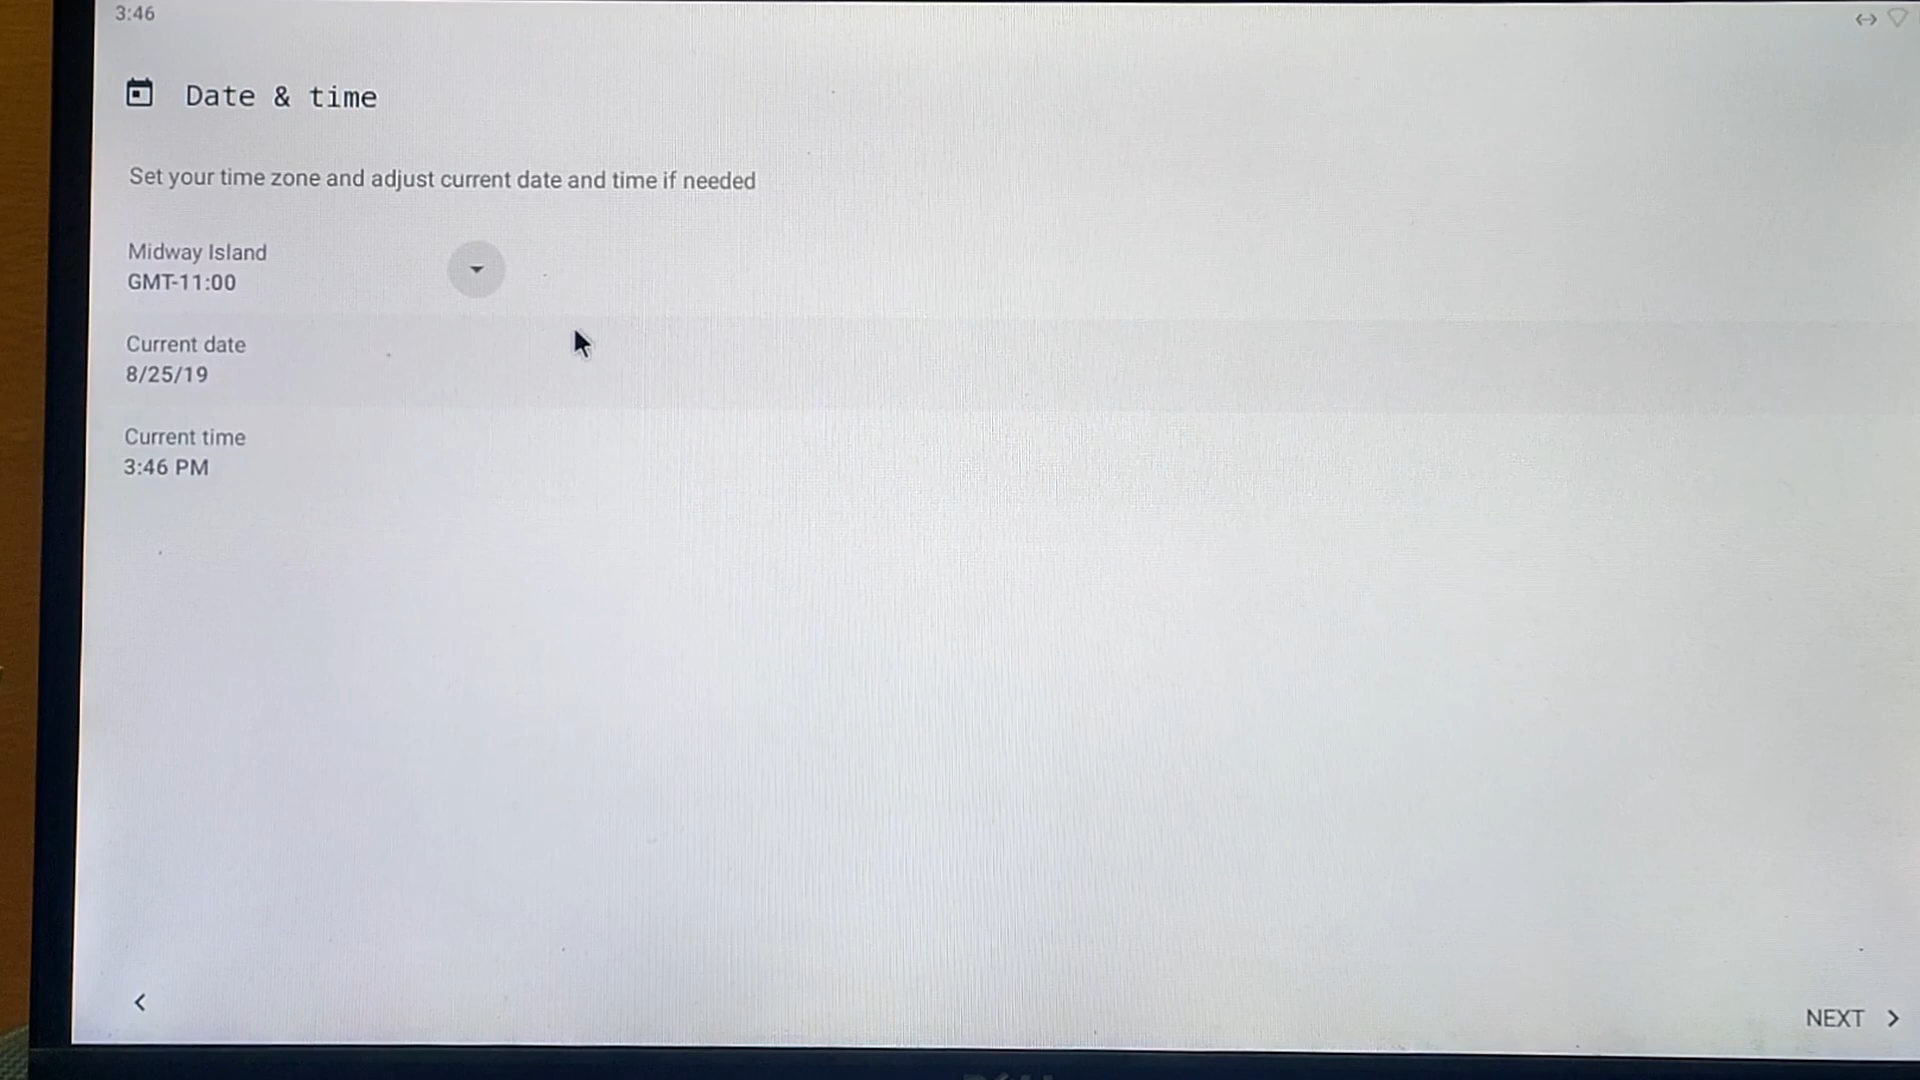 3:46
Date & time
Set your time zone and adjust current date and time if needed
Midway Island
GMT-11:00
Current date
8/25/19
Current time
3:46 PM
NEXT